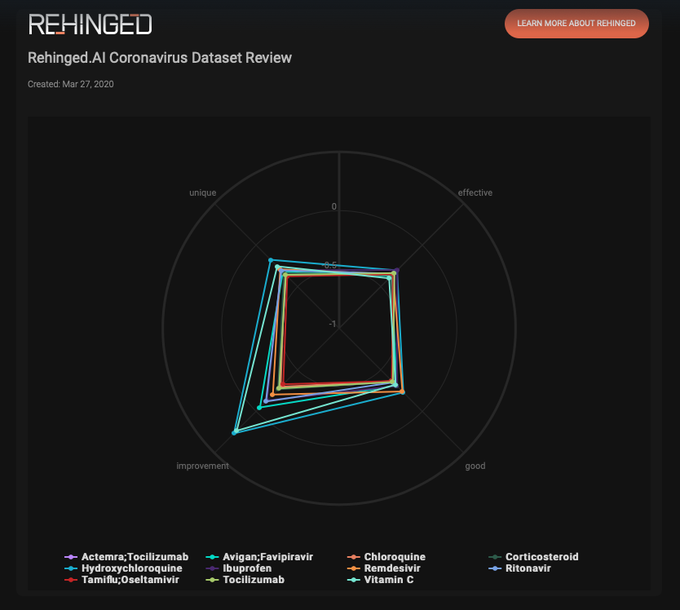 REHINGED
LEARN MORE ABOUT REHINGED
Rehinged.AI Coronavirus Dataset Review
Created: Mar 27, 2020
unique
effective
0
-0.5
-1
improvement
good
Actemra;Tocilizumab
Avigan;Favipiravir
Chloroquine
Corticosteroid
Hydroxychloroquine
Ibuprofen
Remdesivir
Ritonavir
Tamiflu;Oseltamivir
Tocilizumab
Vitamin C